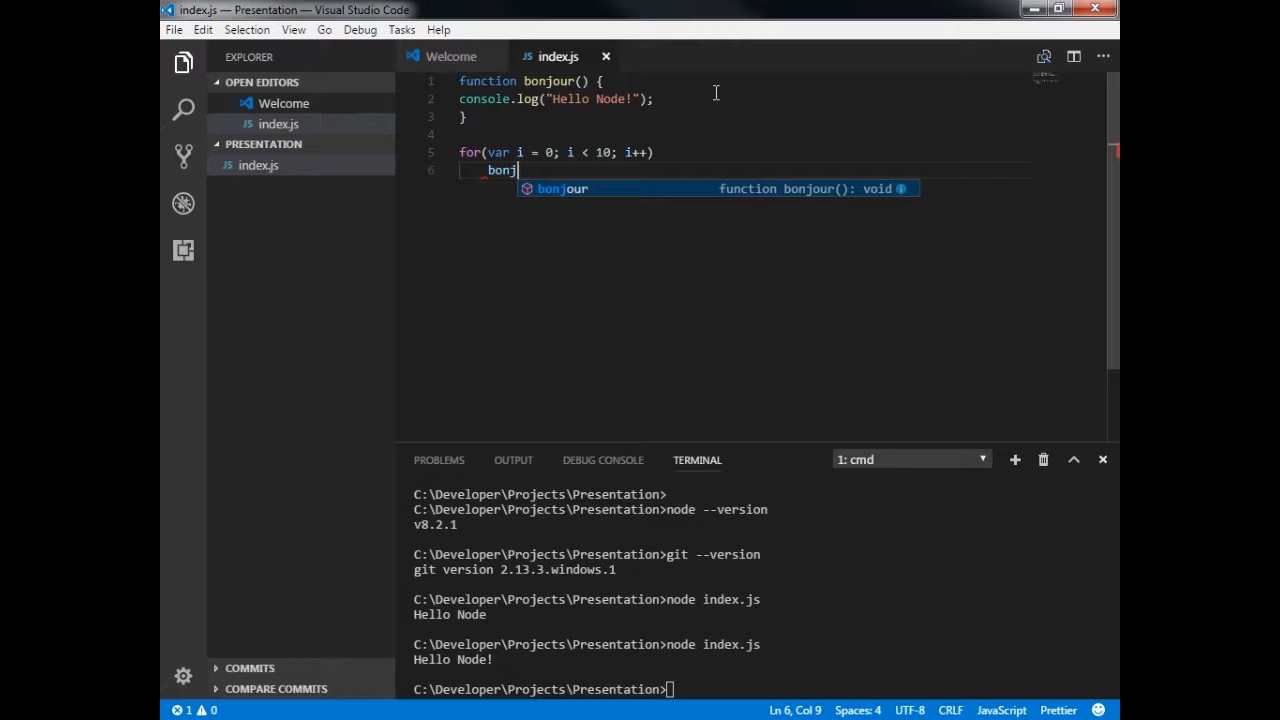 index.js — Presentation — Visual Studio Code
File Edit Selection View Go Debug Tasks Help
EXPLORER
OPEN EDITORS
Welcome
JS index.js
PRESENTATION
JS index.js
COMMITS
COMPARE COMMITS
Welcome JS index.js
1 function bonjour() {
2 console.log("Hello Node!");
3 }
4
5 for(var i = 0; i < 10; i++)
6 bonj
bonjour function bonjour(): void
PROBLEMS OUTPUT DEBUG CONSOLE TERMINAL 1: cmd
C:\Developer\Projects\Presentation>
C:\Developer\Projects\Presentation>node --version
v8.2.1
C:\Developer\Projects\Presentation>git --version
git version 2.13.3.windows.1
C:\Developer\Projects\Presentation>node index.js
Hello Node
C:\Developer\Projects\Presentation>node index.js
Hello Node!
C:\Developer\Projects\Presentation>
1 0 Ln 6, Col 9 Spaces: 4 UTF-8 CRLF JavaScript Prettier